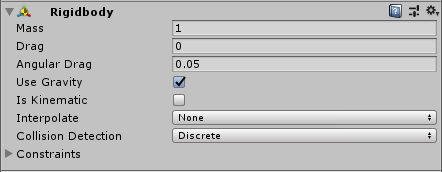 Rigidbody
Mass 1
Drag 0
Angular Drag 0.05
Use Gravity
Is Kinematic
Interpolate None
Collision Detection Discrete
Constraints